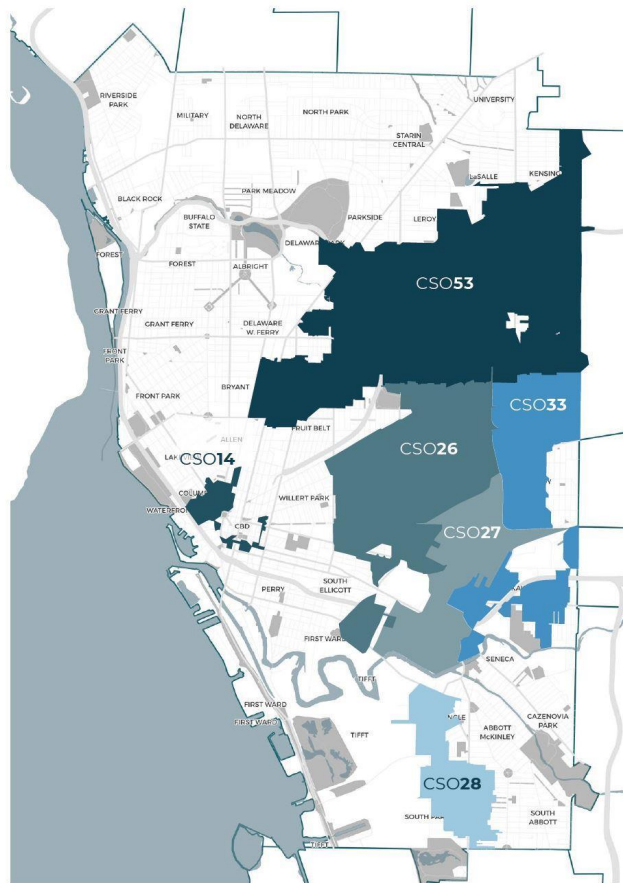 UNIVERSITY
RIVERSIDE
PARK
MILITARY
NORTH
DELAWARE
NORTH PARK
STARIN
CENTRAL
LaSALLE
KENSING
BLACK ROCK
PARK MEADOW
BUFFALO
STATE
PARKSIDE
LEROY
DELAWARE PARK
FOREST
FOREST
ALBRIGHT
CSO53
GRANT FERRY
GRANT FERRY
DELAWARE
W. FERRY
FRONT
PARK
BRYANT
FRONT PARK
CSO33
FRUIT BELT
ALLEN
CSO26
CSO14
WILLERT PARK
WATERFRON
CBD
CSO27
PERRY
SOUTH
ELLICOTT
FIRST WARD
SENECA
TIFFT
FIRST WARD
FIRST WARD
TIFFT
ABBOTT
McKINLEY
CAZENOVIA
PARK
CSO28
SOUTH PAR
SOUTH
ABBOTT
TIFFT